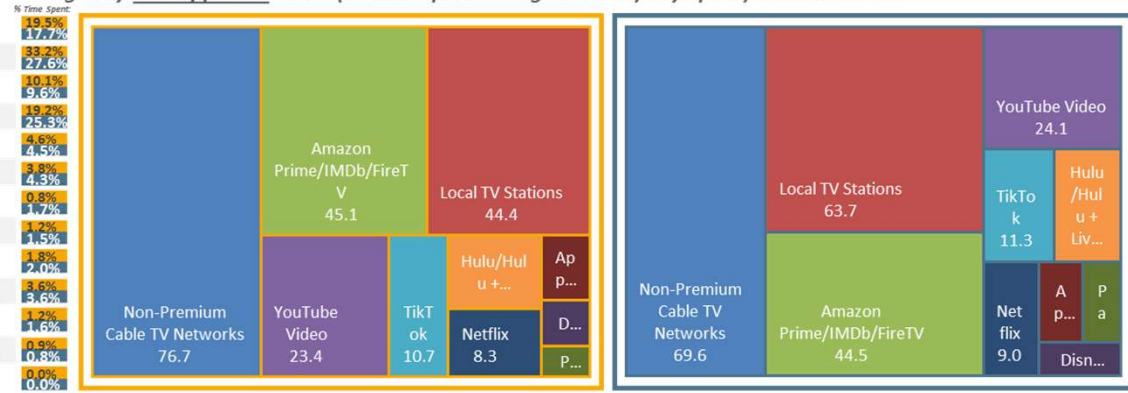 % Time Spent:
19.5%
17.7%
33.2%
27.6%
10.1%
9.6%
19.2%
25.3%
4.6%
4.5%
3.8%
4.3%
0.8%
1.7%
1.2%
1.5%
1.8%
2.0%
3.6%
3.6%
1.2%
1.6%
0.9%
0.8%
0.0%
0.0%
Non-Premium
Cable TV Networks
76.7
Amazon
Prime/IMDb/FireT
V
45.1
Local TV Stations
44.4
YouTube
Video
23.4
TikT
ok
10.7
Hulu/Hul
u +...
Netflix
8.3
Ap
p...
D...
P...
Non-Premium
Cable TV
Networks
69.6
Local TV Stations
63.7
Amazon
Prime/IMDb/FireTV
44.5
YouTube Video
24.1
TikTo
k
11.3
Hulu
/Hul
u +
Liv...
Net
flix
9.0
A
p...
P
a
Disn...